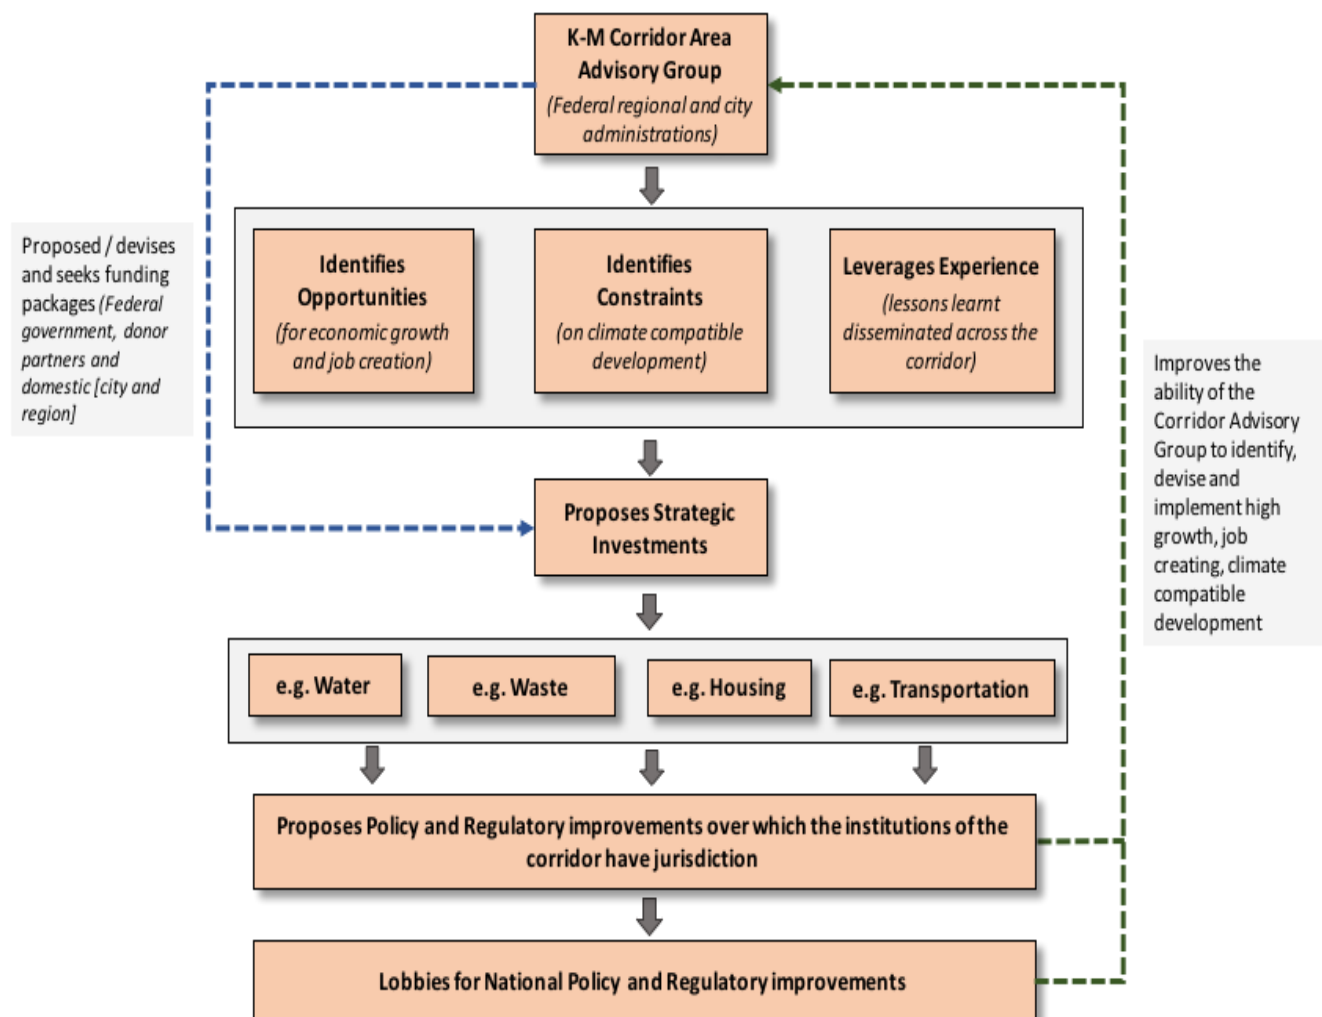 K-M Corridor Area
Advisory Group
(Federal regional and city
administrations)
Proposed / devises
and seeks funding
packages (Federal
government, donor
partners and
domestic [city and
region]
Identifies
Opportunities
(for economic growth
and job creation)
Identifies
Constraints
(on climate compatible
development)
Leverages Experience
(lessons learnt
disseminated across the
corridor)
Improves the
ability of the
Corridor Advisory
Group to identify,
devise and
implement high
growth, job
creating, climate
compatible
development
Proposes Strategic
Investments
e.g. Water
e.g. Waste
e.g. Housing
e.g. Transportation
Proposes Policy and Regulatory improvements over which the institutions of the
corridor have jurisdiction
Lobbies for National Policy and Regulatory improvements